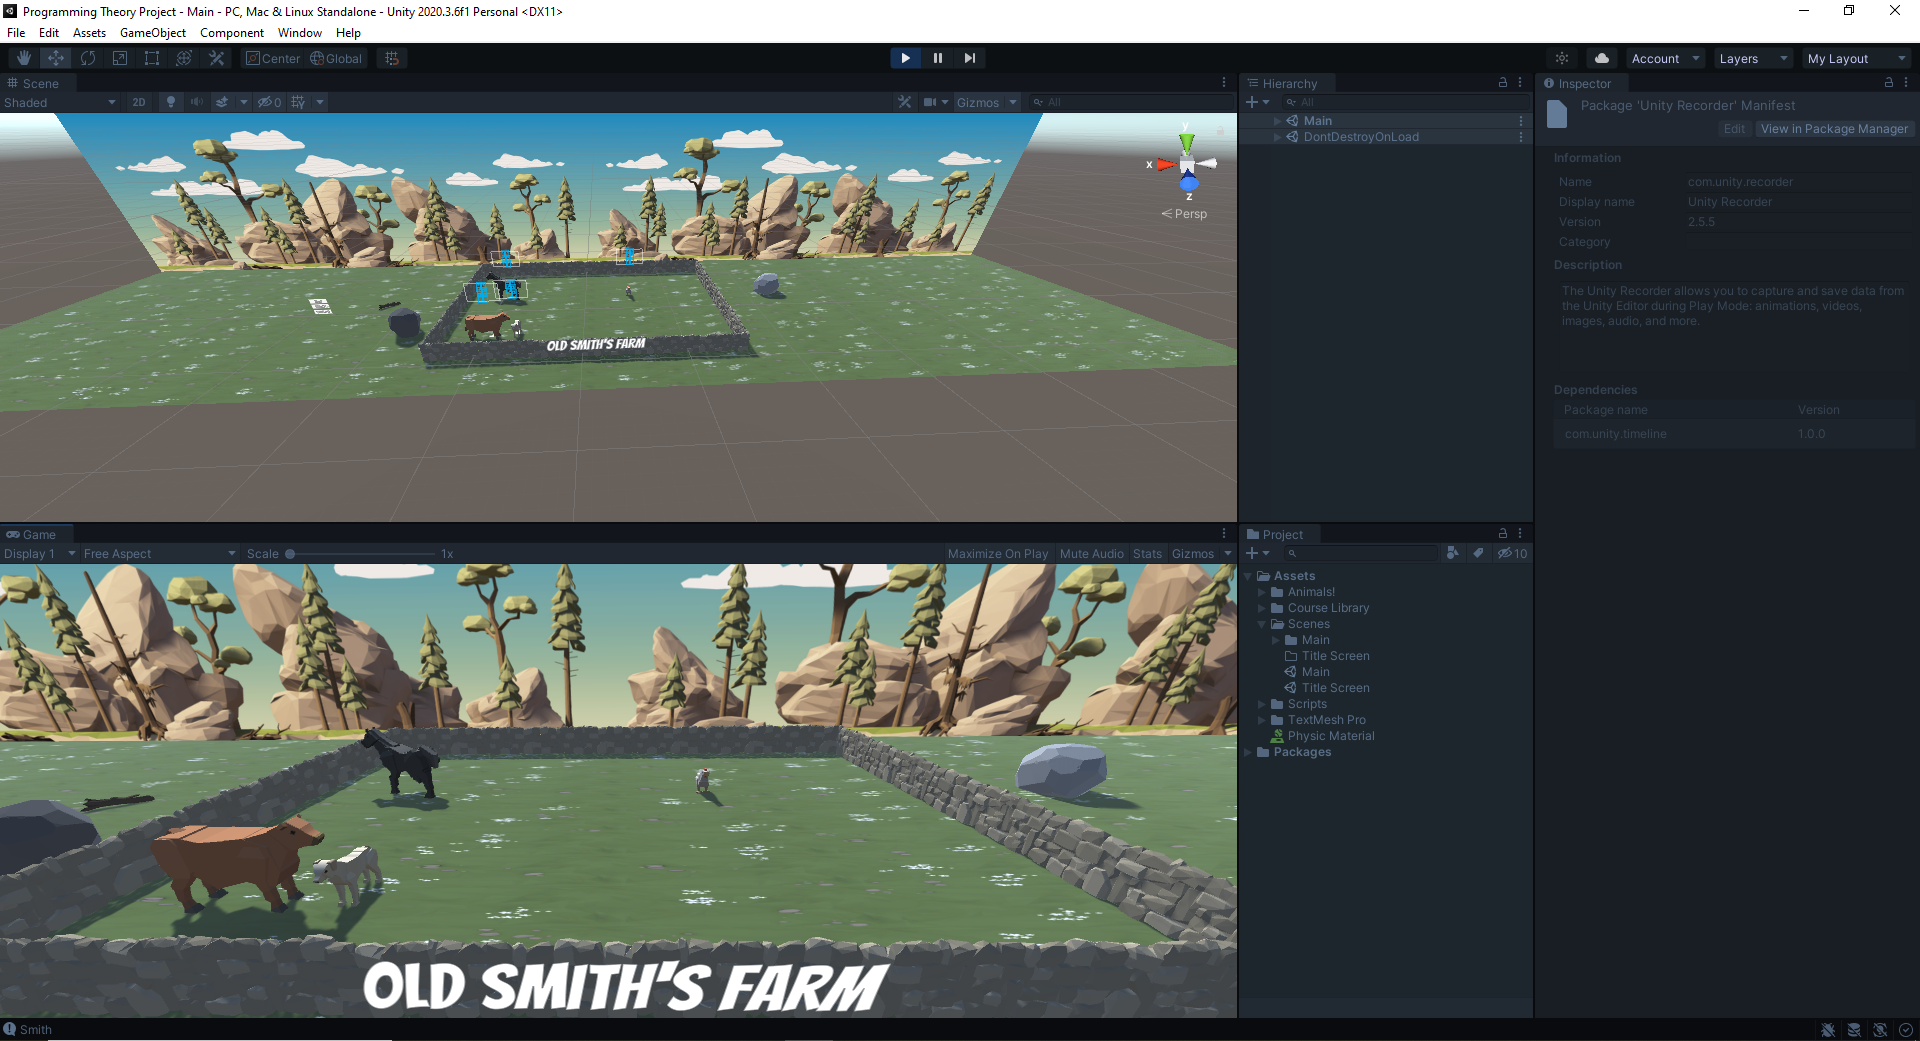 Programming Theory Project - Main - PC, Mac & Linux Standalone - Unity 2020.3.6f1 Personal <DX11>
File Edit Assets GameObject Component Window Help
Center Global Account Layers My Layout
Scene
Shaded 2D 0 Gizmos All
y
x
z
Persp
OLD SMITH'S FARM
Hierarchy
All
Main
DontDestroyOnLoad
Inspector
Package 'Unity Recorder' Manifest
Edit View in Package Manager
Information
Name com.unity.recorder
Display name Unity Recorder
Version 2.5.5
Category
Description
The Unity Recorder allows you to capture and save data from
the Unity Editor during Play Mode: animations, videos,
images, audio, and more.
Dependencies
Package name Version
com.unity.timeline 1.0.0
Game
Display 1 Free Aspect Scale 1x Maximize On Play Mute Audio Stats Gizmos
OLD SMITH'S FARM
Project
10
Assets
Animals!
Course Library
Scenes
Main
Title Screen
Main
Title Screen
Scripts
TextMesh Pro
Physic Material
Packages
Smith